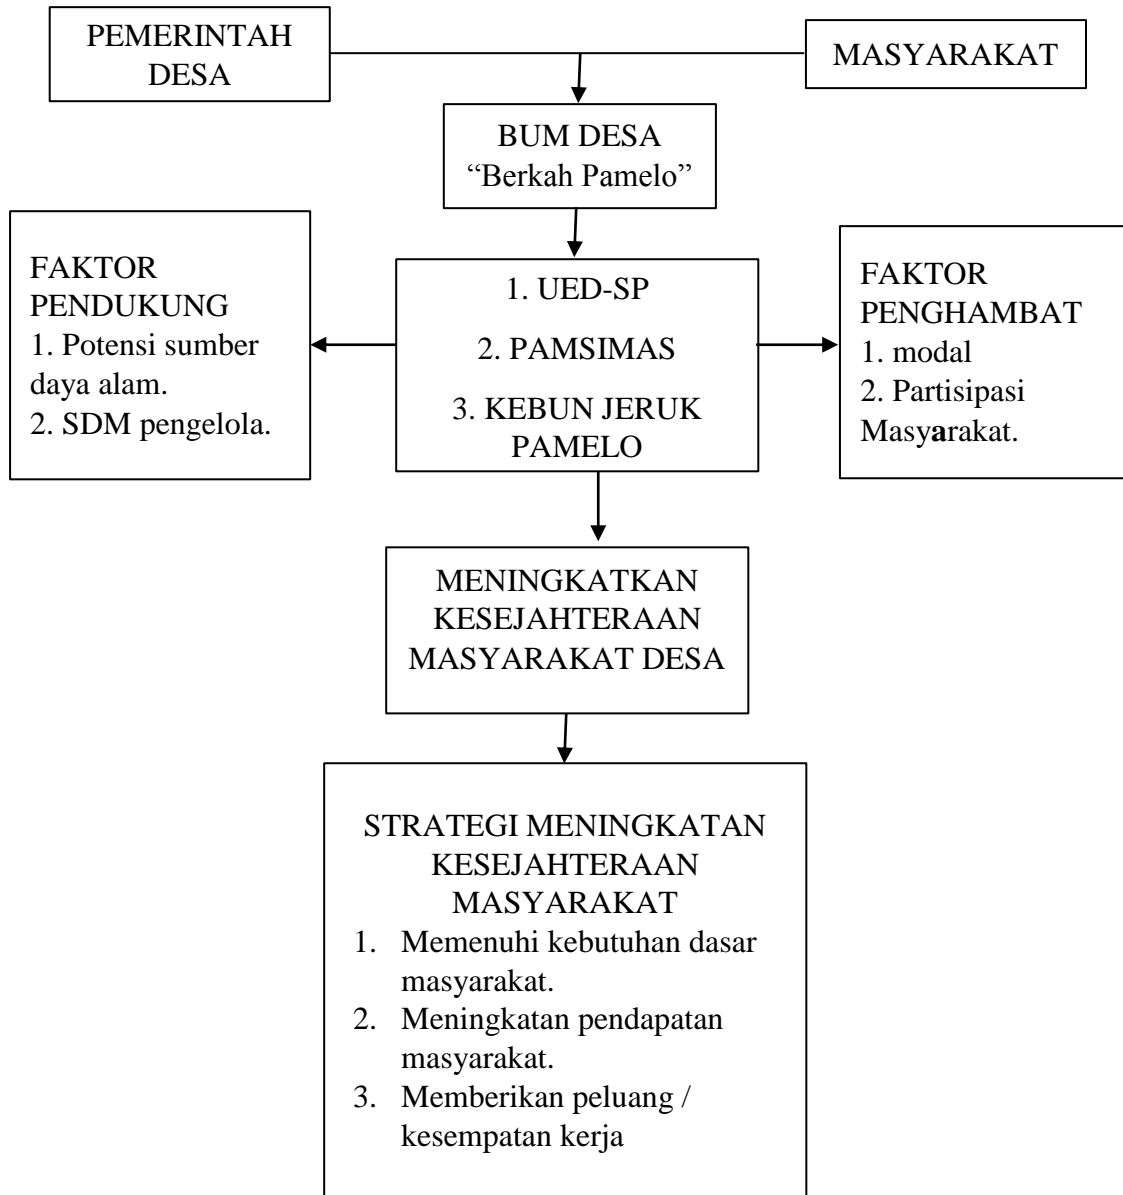 PEMERINTAH
DESA
MASYARAKAT
BUM DESA
“Berkah Pamelo”
FAKTOR
PENDUKUNG
1. Potensi sumber
daya alam.
2. SDM pengelola.
1. UED-SP
2. PAMSIMAS
3. KEBUN JERUK
PAMELO
FAKTOR
PENGHAMBAT
1. modal
2. Partisipasi
Masyarakat.
MENINGKATKAN
KESEJAHTERAAN
MASYARAKAT DESA
STRATEGI MENINGKATAN
KESEJAHTERAAN
MASYARAKAT
1. Memenuhi kebutuhan dasar
masyarakat.
2. Meningkatan pendapatan
masyarakat.
3. Memberikan peluang /
kesempatan kerja